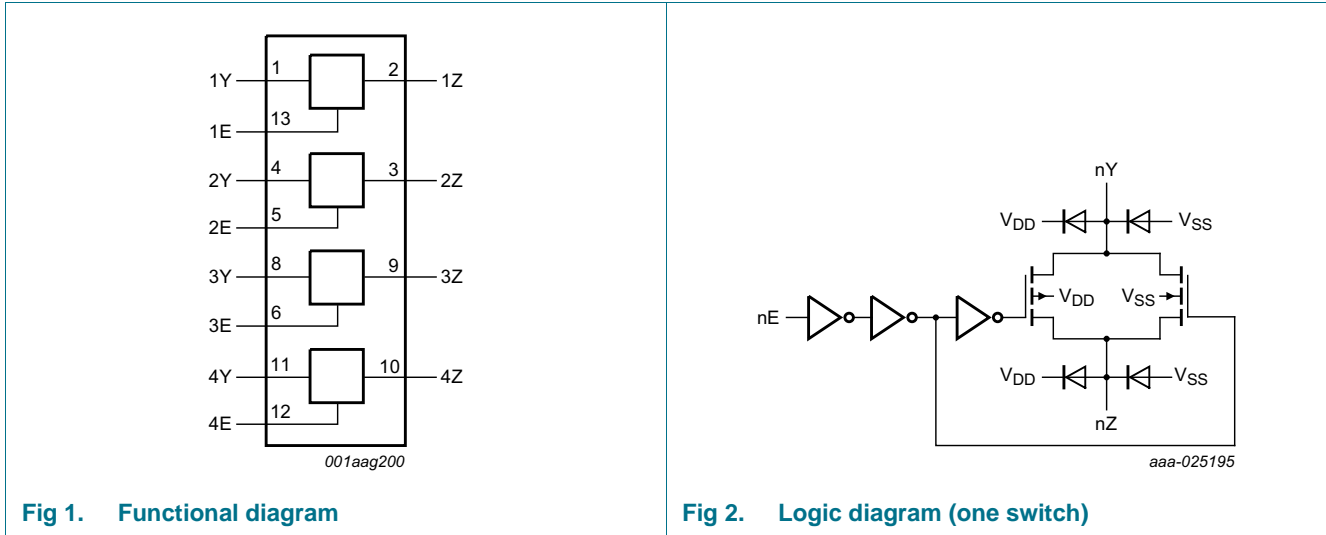 1Y 1 2 1Z
1E 13
2Y 4 3 2Z
2E 5
3Y 8 9 3Z
3E 6
4Y 11 10 4Z
4E 12
001aag200
Fig 1. Functional diagram
nY
VDD VSS
VDD VSS
nE
VDD VSS
nZ
aaa-025195
Fig 2. Logic diagram (one switch)